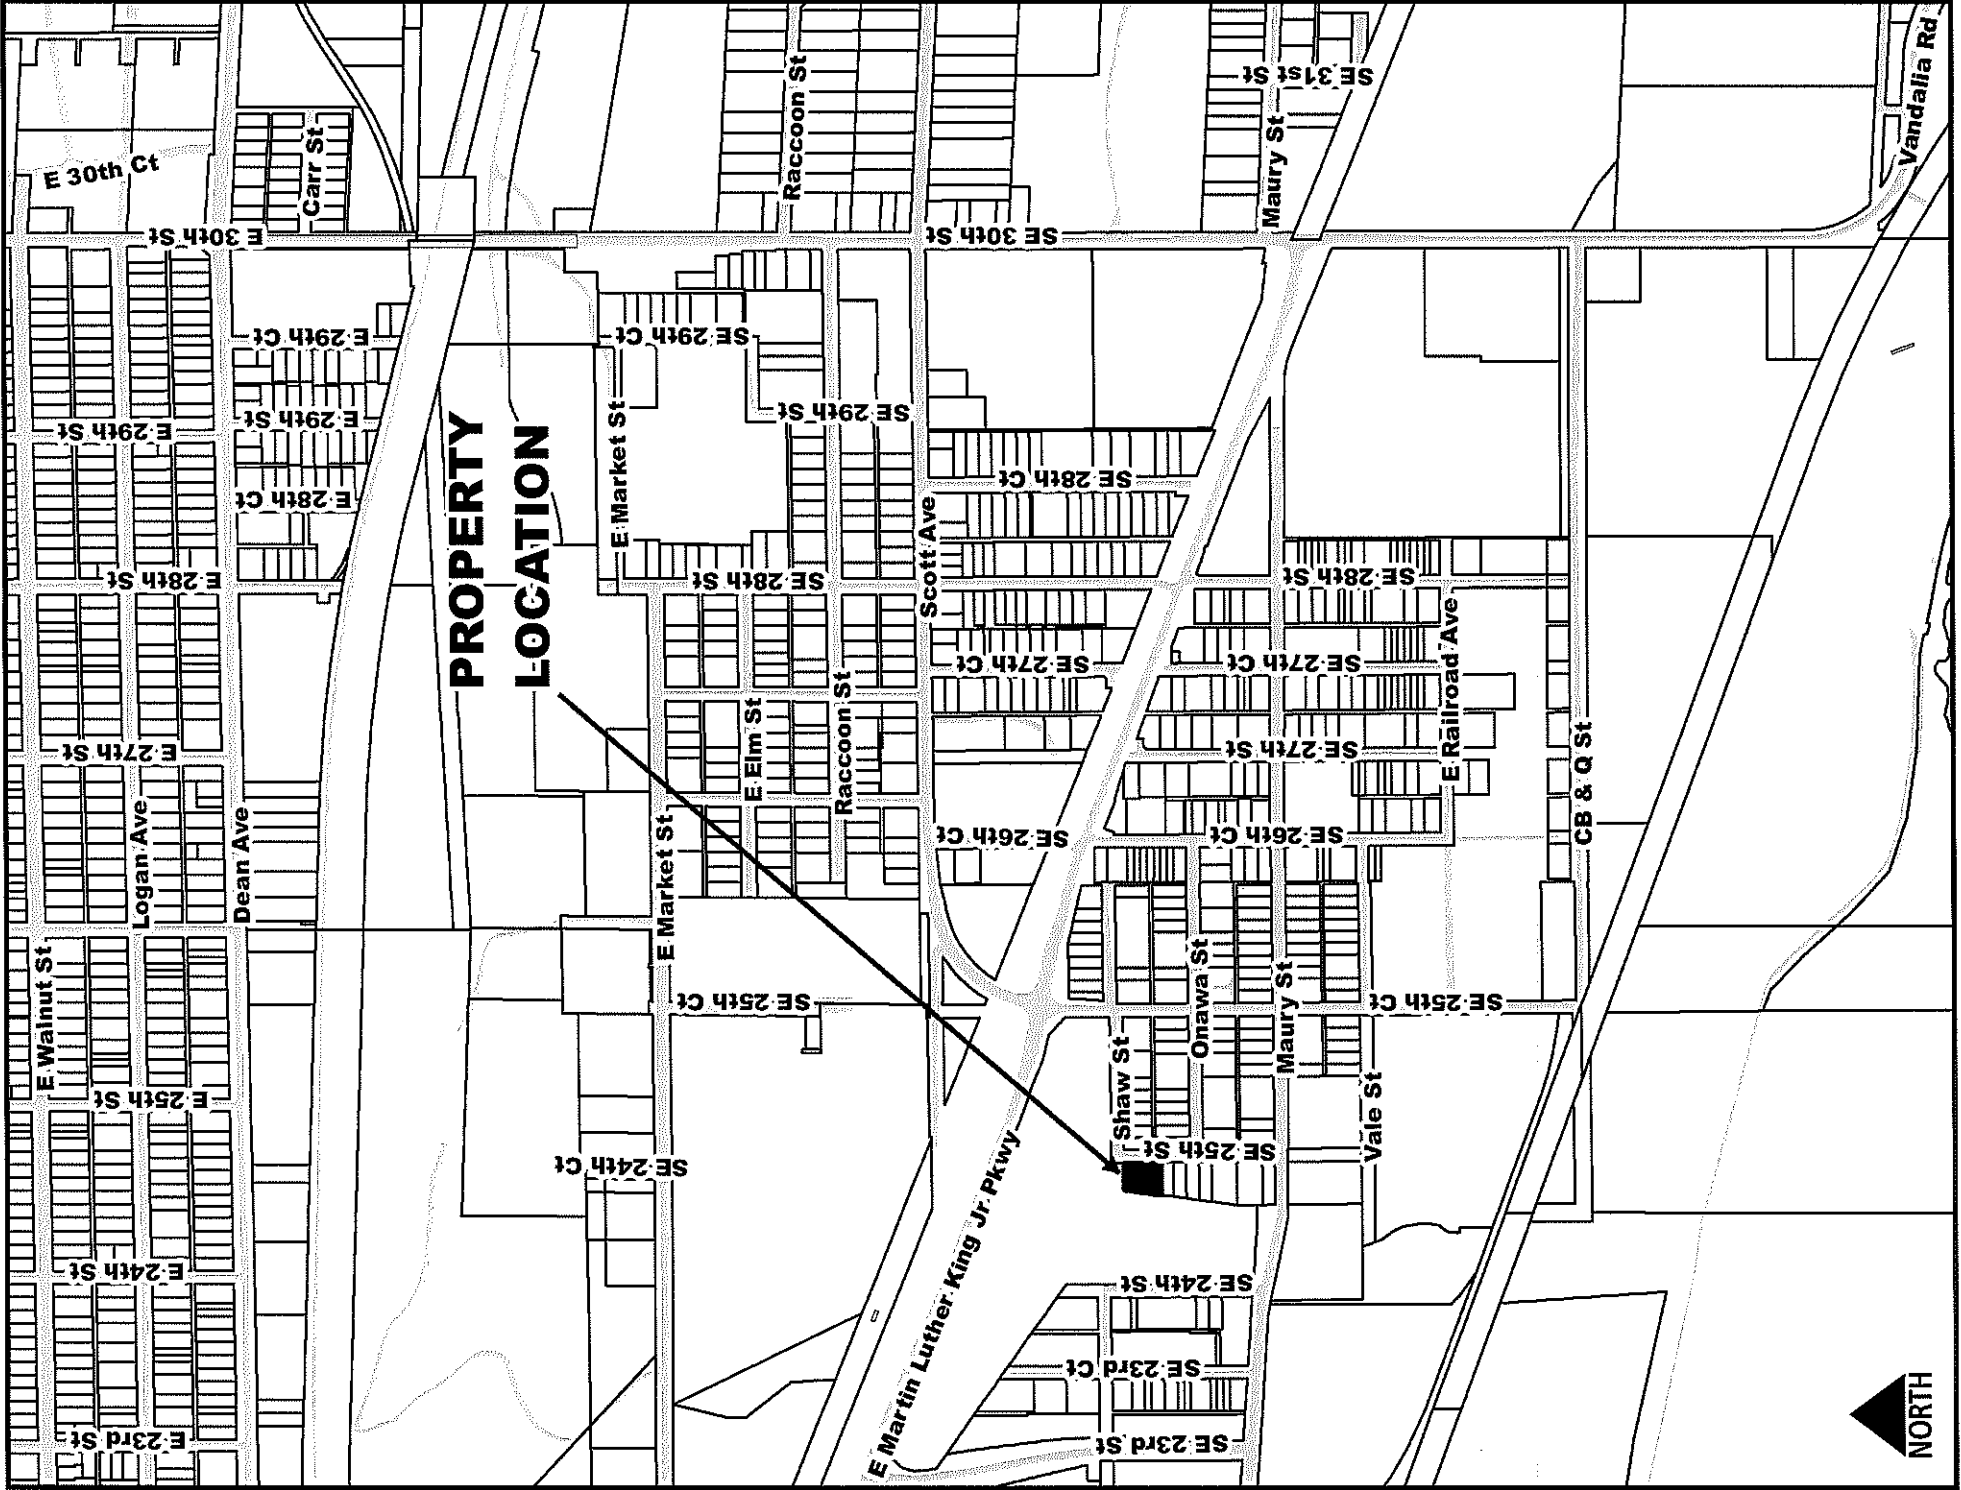 E 23rd St
E 24th St
E 25th St
E Walnut St
Logan Ave
Dean Ave
E 27th St
E 28th St
E 29th St
E 28th Ct
E 29th St
E 29th Ct
E 30th St
E 30th Ct
Carr St
PROPERTY
LOCATION
SE 24th Ct
E Market St
SE 25th Ct
E Elm St
Raccoon St
SE 28th St
E Market St
SE 29th Ct
SE 29th St
Raccoon St
Scott Ave
SE 30th St
E Martin Luther King Jr Pkwy
SE 26th Ct
SE 27th Ct
SE 28th Ct
SE 23rd St
SE 23rd Ct
SE 24th St
Shaw St
SE 25th St
Onawa St
Maury St
SE 26th Ct
SE 27th St
SE 27th Ct
SE 28th St
Maury St
SE 31st St
Vale St
SE 25th Ct
E Railroad Ave
CB & Q St
Vandalia Rd
NORTH